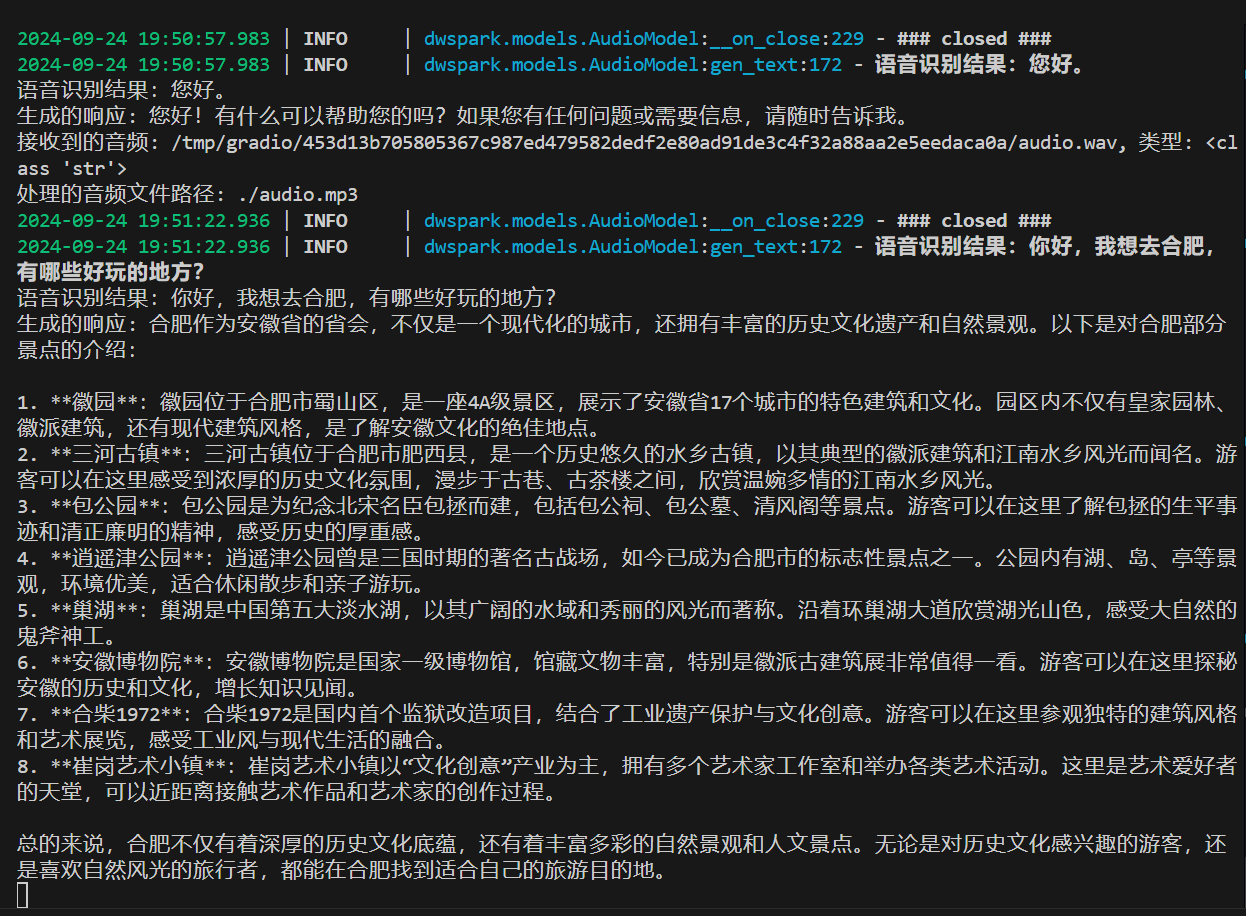 2024-09-24 19:50:57.983 | INFO     | dwspark.models.AudioModel:__on_close:229 - ### closed ###
2024-09-24 19:50:57.983 | INFO     | dwspark.models.AudioModel:gen_text:172 - 语音识别结果：您好。
语音识别结果：您好。
生成的响应：您好！有什么可以帮助您的吗？如果您有任何问题或需要信息，请随时告诉我。
接收到的音频：/tmp/gradio/453d13b705805367c987ed479582dedf2e80ad91de3c4f32a88aa2e5eedaca0a/audio.wav, 类型：<cl
ass 'str'>
处理的音频文件路径：./audio.mp3
2024-09-24 19:51:22.936 | INFO     | dwspark.models.AudioModel:__on_close:229 - ### closed ###
2024-09-24 19:51:22.936 | INFO     | dwspark.models.AudioModel:gen_text:172 - 语音识别结果：你好，我想去合肥，
有哪些好玩的地方？
语音识别结果：你好，我想去合肥，有哪些好玩的地方？
生成的响应：合肥作为安徽省的省会，不仅是一个现代化的城市，还拥有丰富的历史文化遗产和自然景观。以下是对合肥部分
景点的介绍：
1. **徽园**：徽园位于合肥市蜀山区，是一座4A级景区，展示了安徽省17个城市的特色建筑和文化。园区内不仅有皇家园林、
徽派建筑，还有现代建筑风格，是了解安徽文化的绝佳地点。
2. **三河古镇**：三河古镇位于合肥市肥西县，是一个历史悠久的水乡古镇，以其典型的徽派建筑和江南水乡风光而闻名。游
客可以在这里感受到浓厚的历史文化氛围，漫步于古巷、古茶楼之间，欣赏温婉多情的江南水乡风光。
3. **包公园**：包公园是为纪念北宋名臣包拯而建，包括包公祠、包公墓、清风阁等景点。游客可以在这里了解包拯的生平事
迹和清正廉明的精神，感受历史的厚重感。
4. **逍遥津公园**：逍遥津公园曾是三国时期的著名古战场，如今已成为合肥市的标志性景点之一。公园内有湖、岛、亭等景
观，环境优美，适合休闲散步和亲子游玩。
5. **巢湖**：巢湖是中国第五大淡水湖，以其广阔的水域和秀丽的风光而著称。沿着环巢湖大道欣赏湖光山色，感受大自然的
鬼斧神工。
6. **安徽博物院**：安徽博物院是国家一级博物馆，馆藏文物丰富，特别是徽派古建筑展非常值得一看。游客可以在这里探秘
安徽的历史和文化，增长知识见闻。
7. **合柴1972**：合柴1972是国内首个监狱改造项目，结合了工业遗产保护与文化创意。游客可以在这里参观独特的建筑风格
和艺术展览，感受工业风与现代生活的融合。
8. **崔岗艺术小镇**：崔岗艺术小镇以“文化创意”产业为主，拥有多个艺术家工作室和举办各类艺术活动。这里是艺术爱好者
的天堂，可以近距离接触艺术作品和艺术家的创作过程。
总的来说，合肥不仅有着深厚的历史文化底蕴，还有着丰富多彩的自然景观和人文景点。无论是对历史文化感兴趣的游客，还
是喜欢自然风光的旅行者，都能在合肥找到适合自己的旅游目的地。